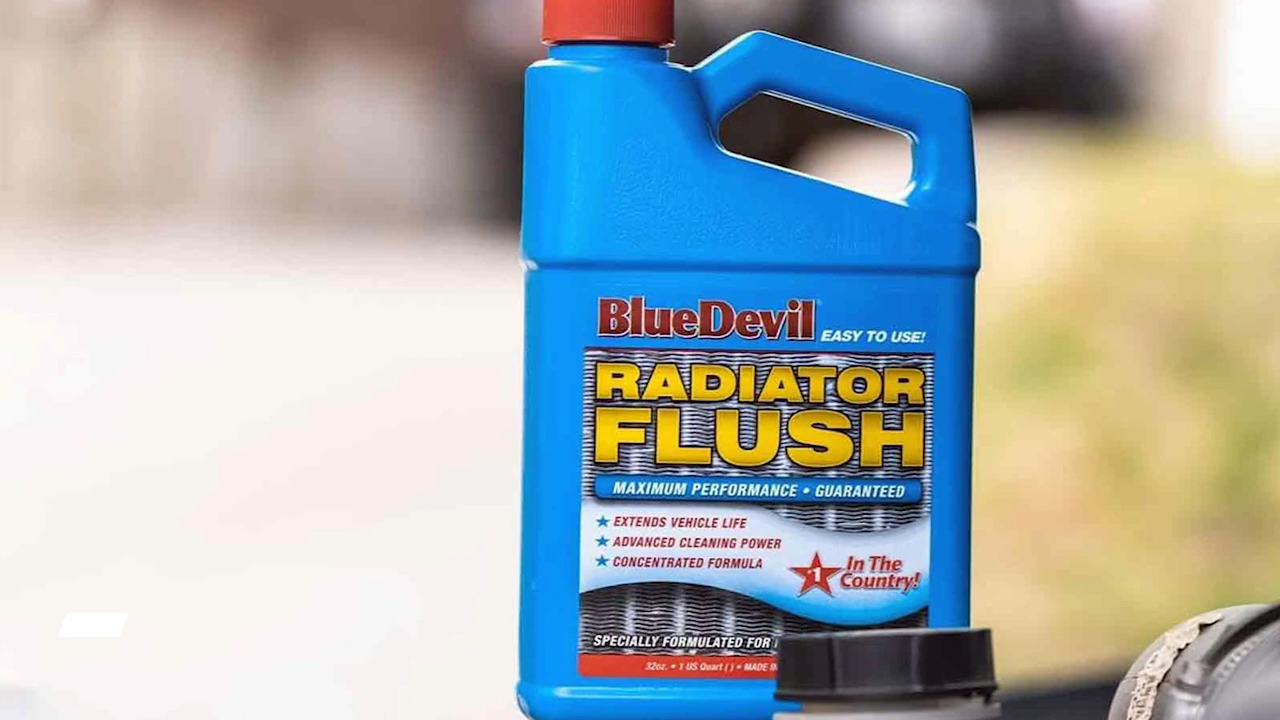 BlueDevil EASY TO USE!
RADIATOR
FLUSH
MAXIMUM PERFORMANCE • GUARANTEED
★ EXTENDS VEHICLE LIFE
★ ADVANCED CLEANING POWER
★ CONCENTRATED FORMULA
#1 In The
Country!
SPECIALLY FORMULATED FOR
32oz. • 1 US Quart ( ) • MADE IN